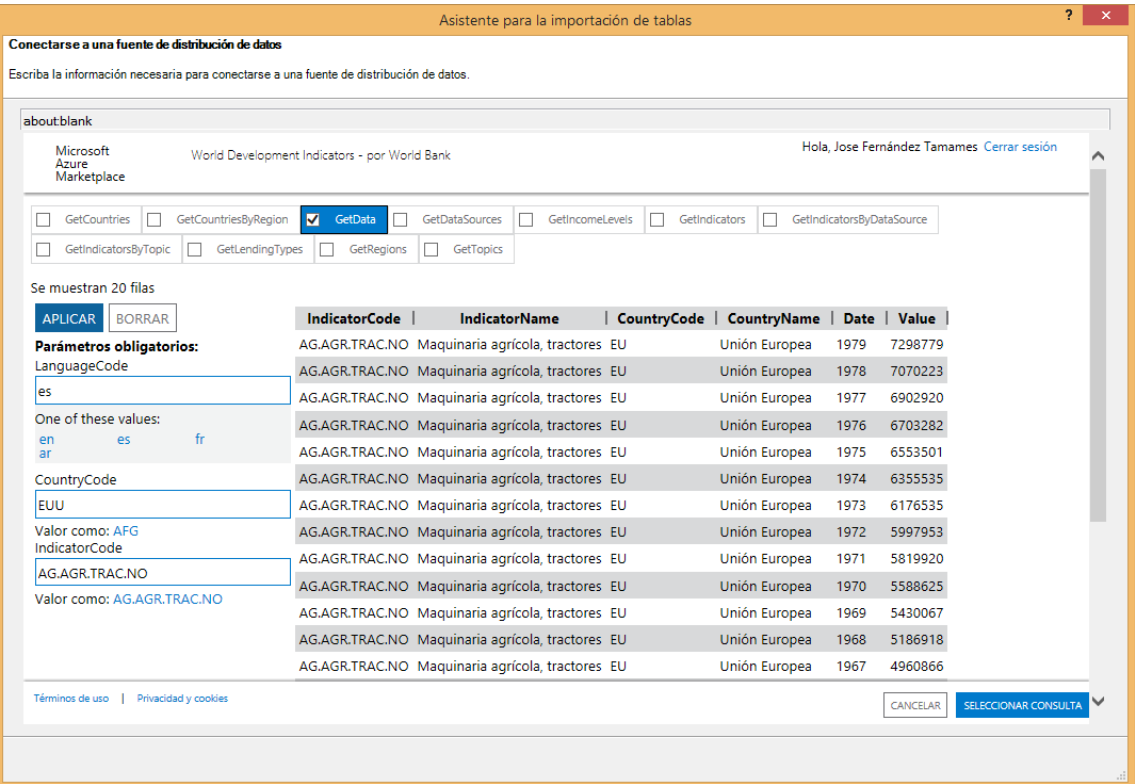 Asistente para la importación de tablas
?
Conectarse a una fuente de distribución de datos
Escriba la información necesaria para conectarse a una fuente de distribución de datos.
about:blank
Microsoft
Azure
Marketplace
World Development Indicators - por World Bank
Hola, Jose Fernández Tamames Cerrar sesión
GetCountries GetCountriesByRegion GetData GetDataSources GetIncomeLevels GetIndicators GetIndicatorsByDataSource
GetIndicatorsByTopic GetLendingTypes GetRegions GetTopics
Se muestran 20 filas
APLICAR BORRAR
Parámetros obligatorios:
LanguageCode
es
One of these values:
en es fr
ar
CountryCode
EUU
Valor como: AFG
IndicatorCode
AG.AGR.TRAC.NO
Valor como: AG.AGR.TRAC.NO
IndicatorCode | IndicatorName | CountryCode | CountryName | Date | Value |
AG.AGR.TRAC.NO Maquinaria agrícola, tractores EU Unión Europea 1979 7298779
AG.AGR.TRAC.NO Maquinaria agrícola, tractores EU Unión Europea 1978 7070223
AG.AGR.TRAC.NO Maquinaria agrícola, tractores EU Unión Europea 1977 6902920
AG.AGR.TRAC.NO Maquinaria agrícola, tractores EU Unión Europea 1976 6703282
AG.AGR.TRAC.NO Maquinaria agrícola, tractores EU Unión Europea 1975 6553501
AG.AGR.TRAC.NO Maquinaria agrícola, tractores EU Unión Europea 1974 6355535
AG.AGR.TRAC.NO Maquinaria agrícola, tractores EU Unión Europea 1973 6176535
AG.AGR.TRAC.NO Maquinaria agrícola, tractores EU Unión Europea 1972 5997953
AG.AGR.TRAC.NO Maquinaria agrícola, tractores EU Unión Europea 1971 5819920
AG.AGR.TRAC.NO Maquinaria agrícola, tractores EU Unión Europea 1970 5588625
AG.AGR.TRAC.NO Maquinaria agrícola, tractores EU Unión Europea 1969 5430067
AG.AGR.TRAC.NO Maquinaria agrícola, tractores EU Unión Europea 1968 5186918
AG.AGR.TRAC.NO Maquinaria agrícola, tractores EU Unión Europea 1967 4960866
Términos de uso | Privacidad y cookies
CANCELAR SELECCIONAR CONSULTA